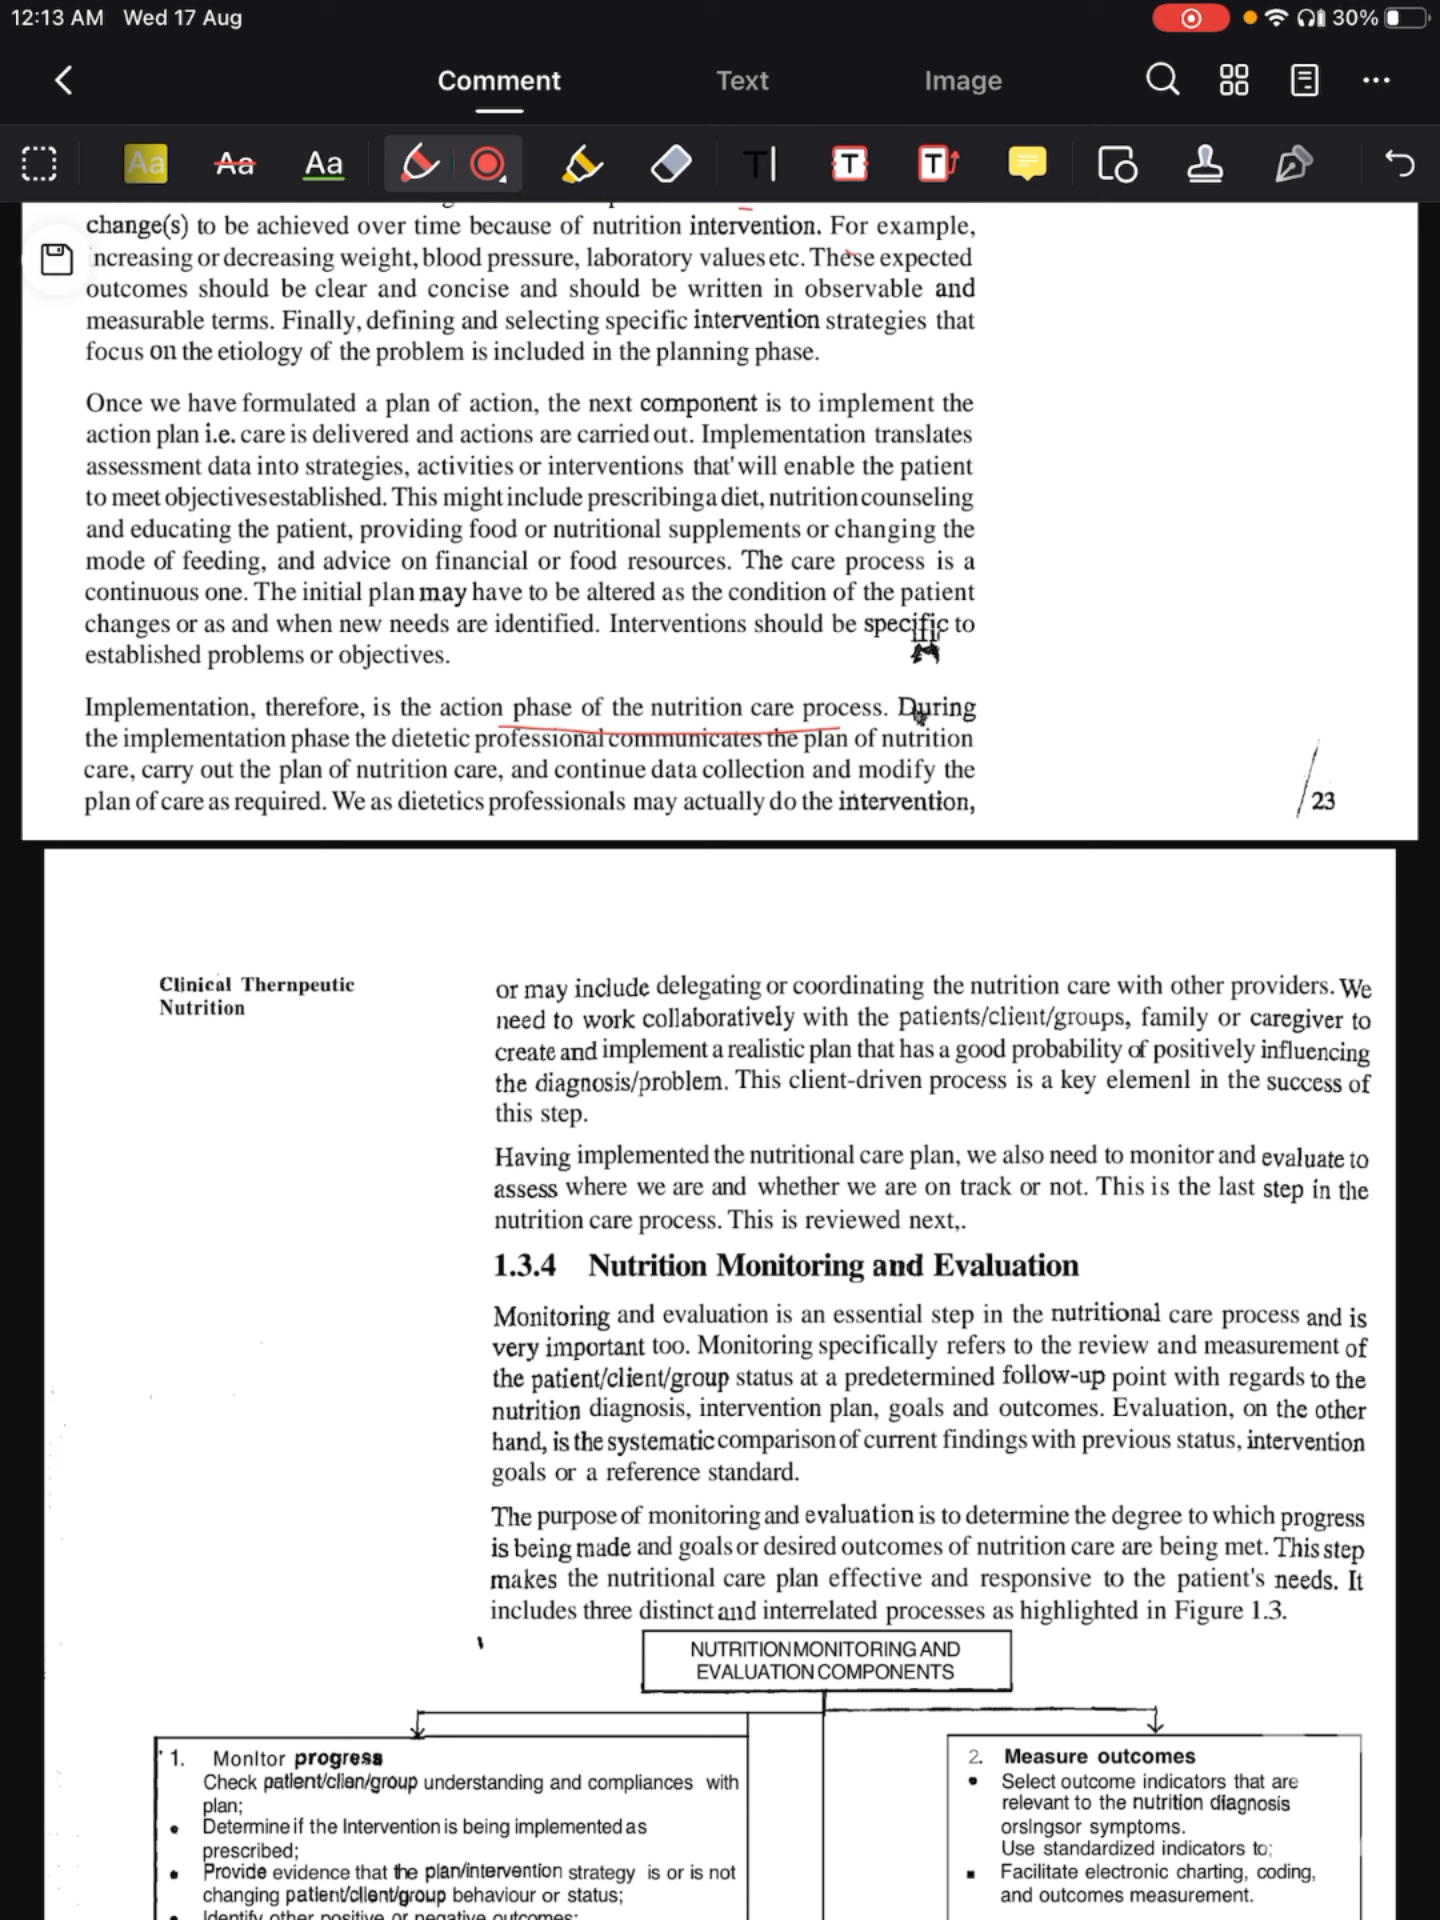 12:13 AM Wed 17 Aug
30%
Comment
Text
Image
Aa
Aa
Aa
T
T
T
change(s) to be achieved over time because of nutrition intervention. For example,
ncreasing or decreasing weight, blood pressure, laboratory values etc. These expected
outcomes should be clear and concise and should be written in observable and
measurable terms. Finally, defining and selecting specific intervention strategies that
focus on the etiology of the problem is included in the planning phase.
Once we have formulated a plan of action, the next component is to implement the
action plan i.e. care is delivered and actions are carried out. Implementation translates
assessment data into strategies, activities or interventions that' will enable the patient
to meet objectives established. This might include prescribing a diet, nutrition counseling
and educating the patient, providing food or nutritional supplements or changing the
mode of feeding, and advice on financial or food resources. The care process is a
continuous one. The initial plan may have to be altered as the condition of the patient
changes or as and when new needs are identified. Interventions should be specific to
established problems or objectives.
Implementation, therefore, is the action phase of the nutrition care process. During
the implementation phase the dietetic professional communicates the plan of nutrition
care, carry out the plan of nutrition care, and continue data collection and modify the
plan of care as required. We as dietetics professionals may actually do the intervention,
23
Clinical Thernpeutic
Nutrition
or may include delegating or coordinating the nutrition care with other providers. We
need to work collaboratively with the patients/client/groups, family or caregiver to
create and implement a realistic plan that has a good probability of positively influencing
the diagnosis/problem. This client-driven process is a key elemenl in the success of
this step.
Having implemented the nutritional care plan, we also need to monitor and evaluate to
assess where we are and whether we are on track or not. This is the last step in the
nutrition care process. This is reviewed next,.
1.3.4 Nutrition Monitoring and Evaluation
Monitoring and evaluation is an essential step in the nutritional care process and is
very important too. Monitoring specifically refers to the review and measurement of
the patient/client/group status at a predetermined follow-up point with regards to the
nutrition diagnosis, intervention plan, goals and outcomes. Evaluation, on the other
hand, is the systematic comparison of current findings with previous status, intervention
goals or a reference standard.
The purpose of monitoring and evaluation is to determine the degree to which progress
is being made and goals or desired outcomes of nutrition care are being met. This step
makes the nutritional care plan effective and responsive to the patient's needs. It
includes three distinct and interrelated processes as highlighted in Figure 1.3.
NUTRITION MONITORING AND
EVALUATION COMPONENTS
1. Monltor progress
Check patlent/cllen/group understanding and compliances with
plan;
• Determine if the Intervention is being implemented as
prescribed;
• Provide evidence that the plan/intervention strategy is or is not
changing patient/cllent/group behaviour or status;
• Identify other positive or negative outcomes;
2. Measure outcomes
• Select outcome indicators that are
relevant to the nutrition dlagnosis
orslngsor symptoms.
Use standardized indicators to;
▪ Facilitate electronic charting, coding,
and outcomes measurement.